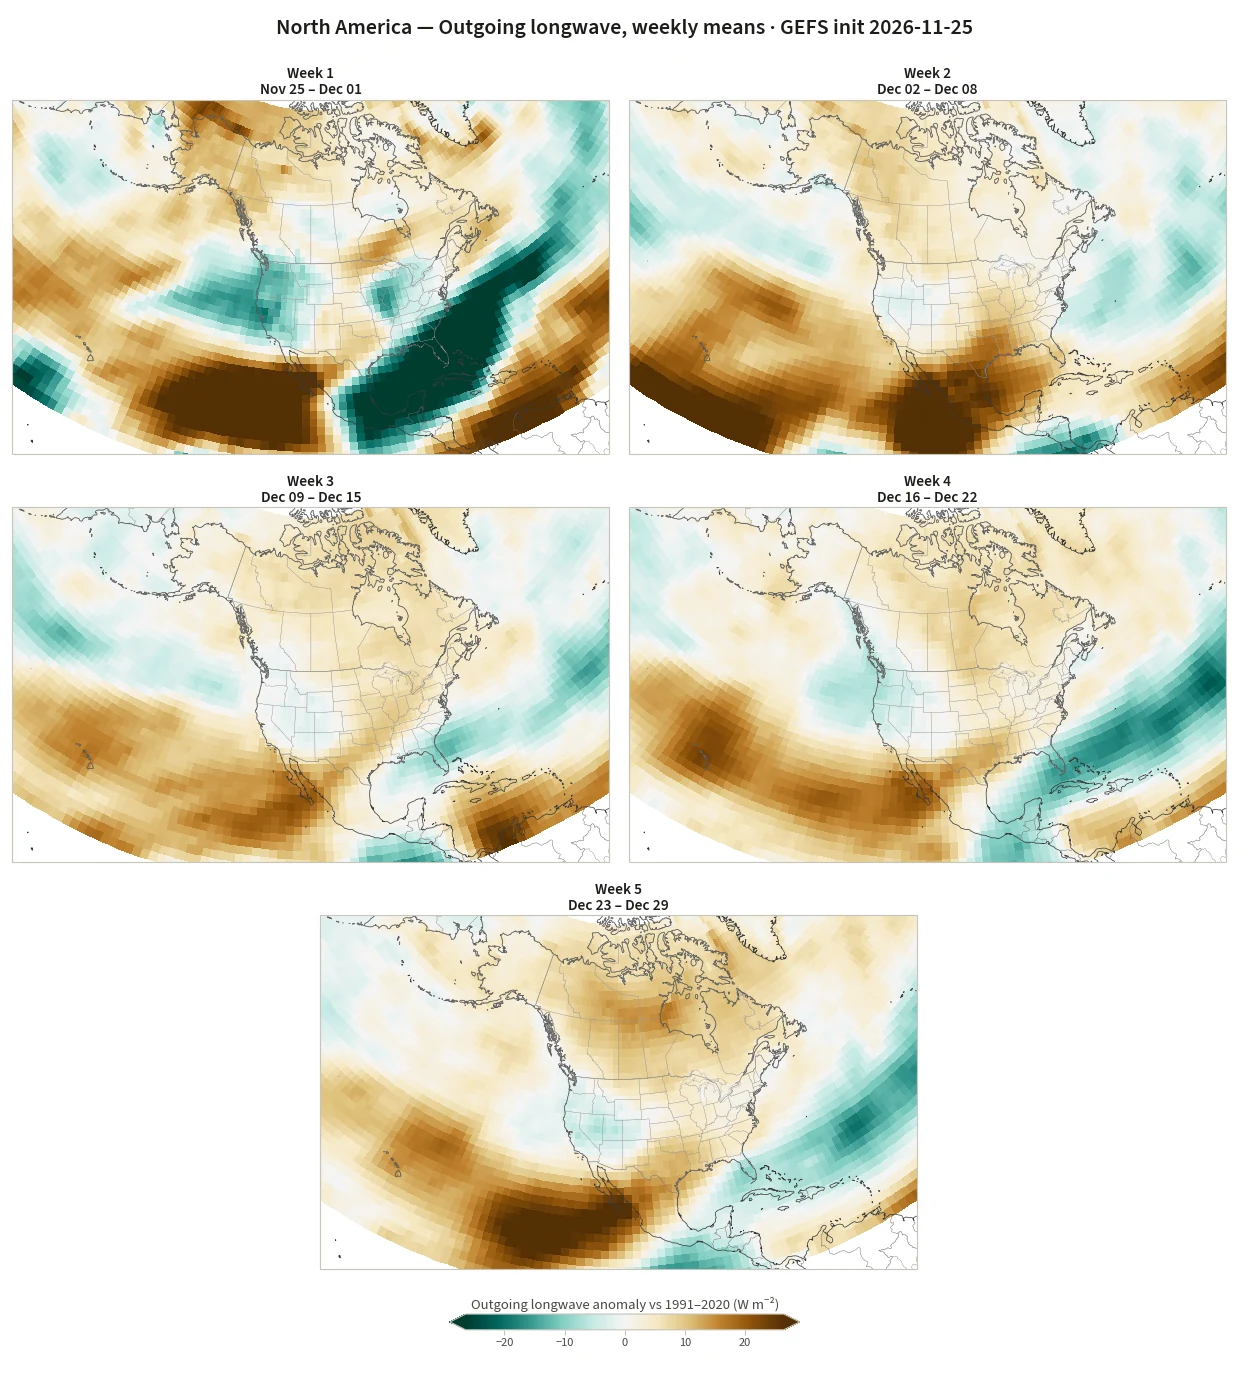 North America — Outgoing longwave, weekly means · GEFS init 2026-11-25
Week 1
Nov 25 – Dec 01
Week 2
Dec 02 – Dec 08
Week 3
Dec 09 – Dec 15
Week 4
Dec 16 – Dec 22
Week 5
Dec 23 – Dec 29
Outgoing longwave anomaly vs 1991–2020 (W m⁻²)
−20 −10 0 10 20